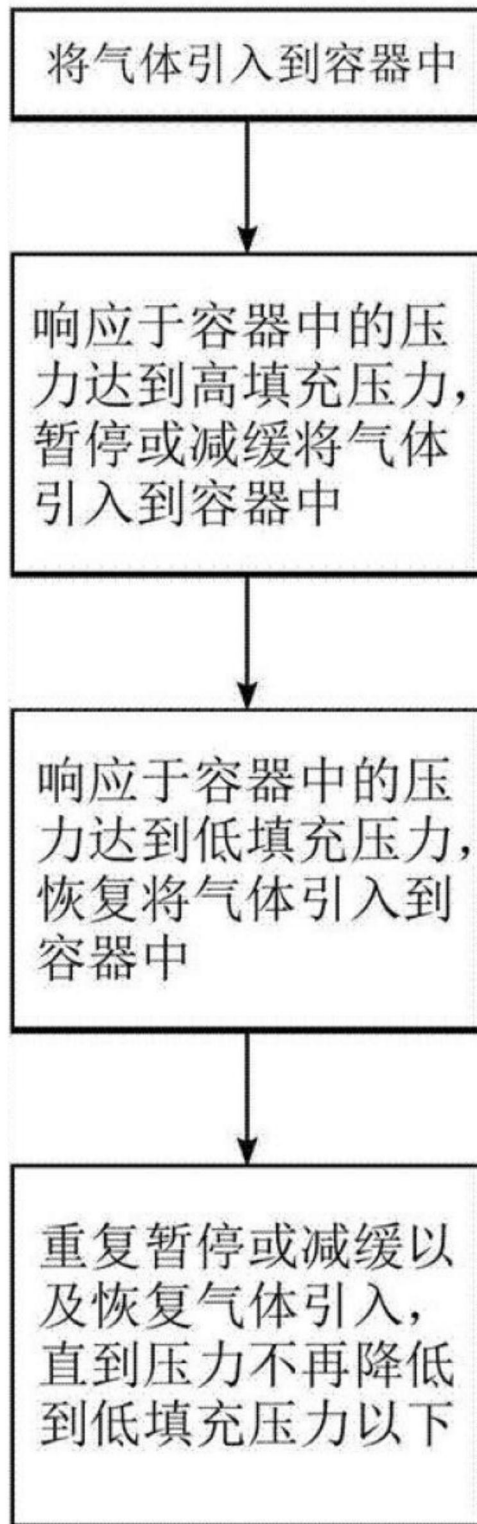 将气体引入到容器中
响应于容器中的压
力达到高填充压力，
暂停或减缓将气体
引入到容器中
响应于容器中的压
力达到低填充压力，
恢复将气体引入到
容器中
重复暂停或减缓以
及恢复气体引入，
直到压力不再降低
到低填充压力以下